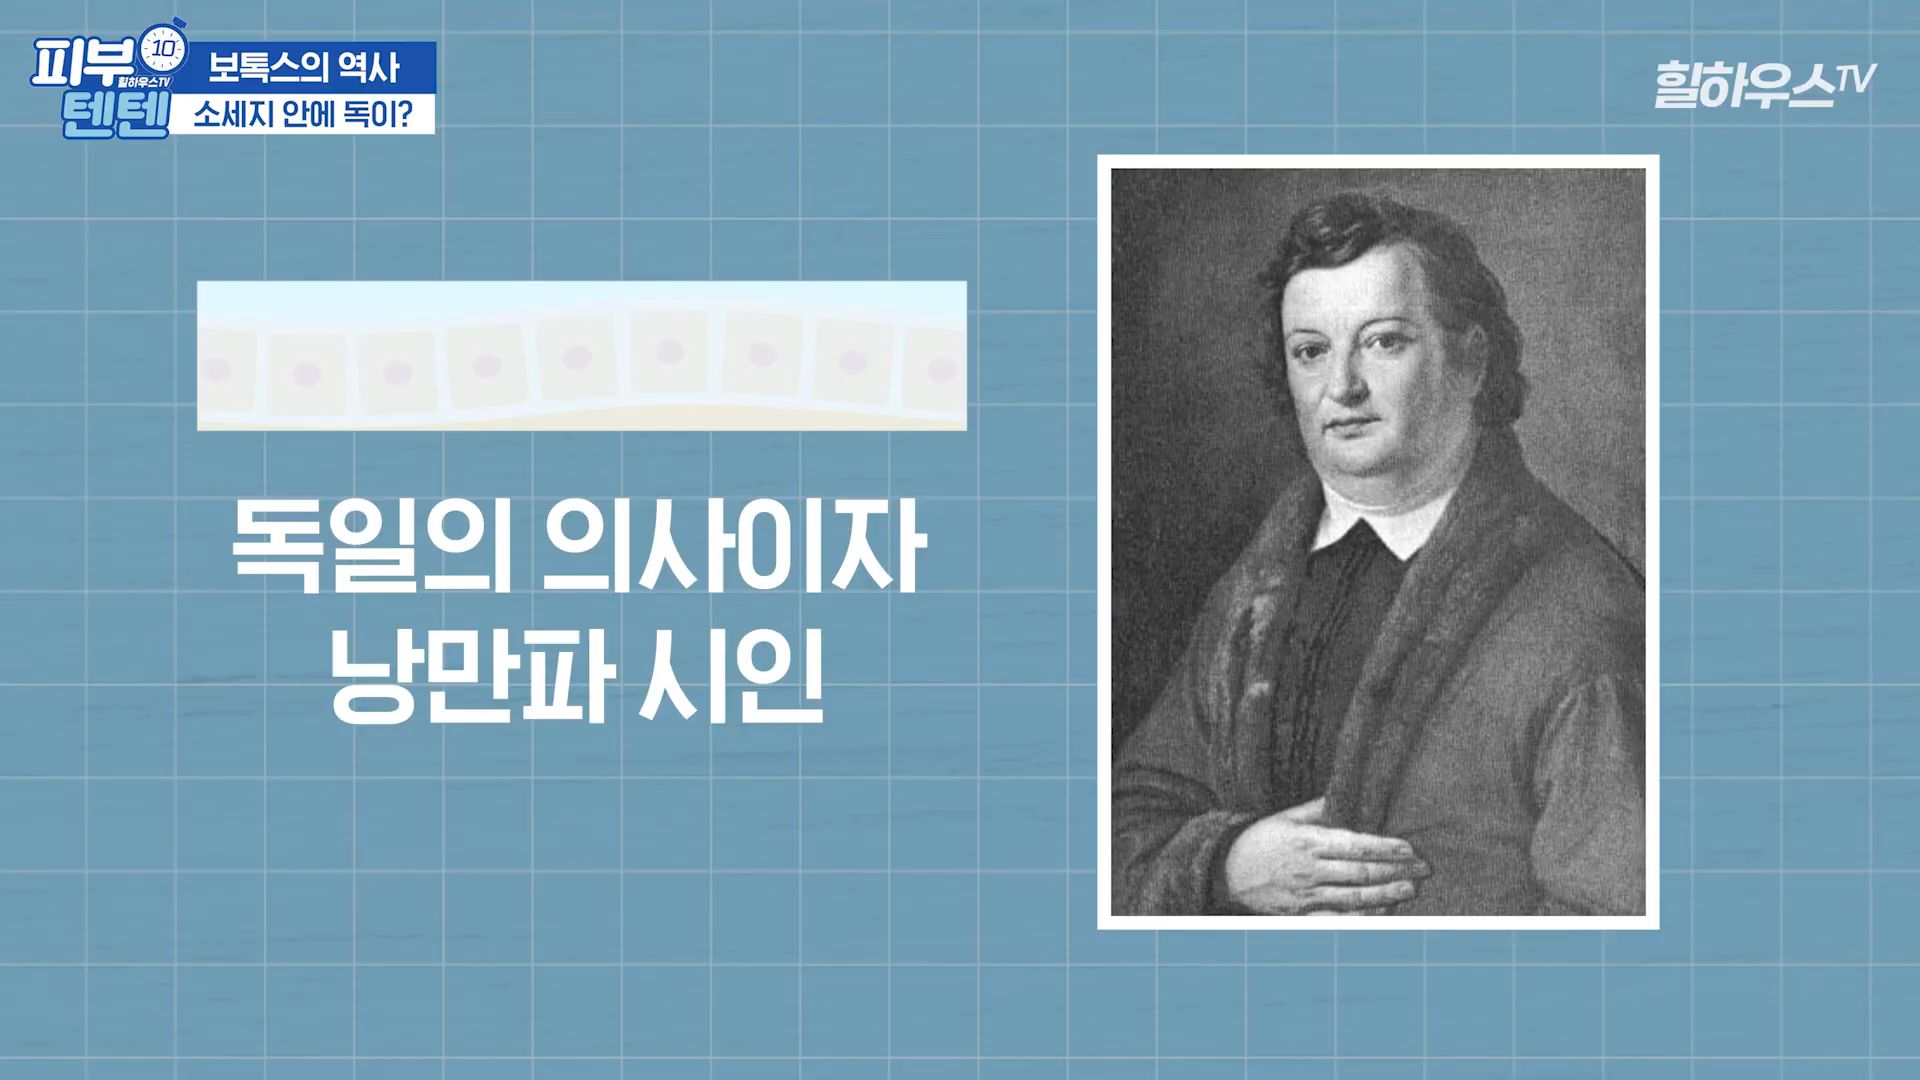 피부
10
힐하우스TV
텐텐
보톡스의 역사
소세지 안에 독이?
힐하우스TV
독일의 의사이자
낭만파 시인